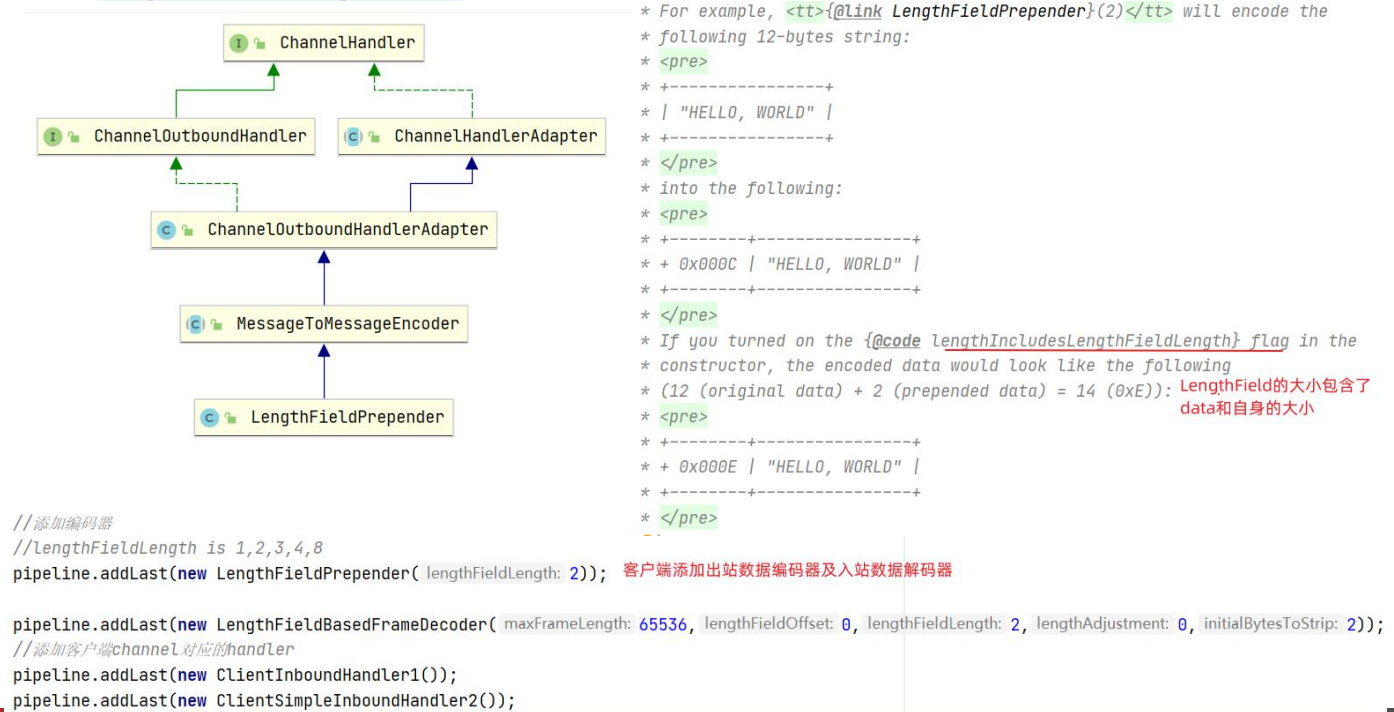 I ChannelHandler
I ChannelOutboundHandler
C ChannelHandlerAdapter
C ChannelOutboundHandlerAdapter
C MessageToMessageEncoder
C LengthFieldPrepender
* For example, <tt>{@link LengthFieldPrepender}(2)</tt> will encode the
* following 12-bytes string:
* <pre>
* +----------------+
* | "HELLO, WORLD" |
* +----------------+
* </pre>
* into the following:
* <pre>
* +--------+----------------+
* + 0x000C | "HELLO, WORLD" |
* +--------+----------------+
* </pre>
* If you turned on the {@code lengthIncludesLengthFieldLength} flag in the
* constructor, the encoded data would look like the following
* (12 (original data) + 2 (prepended data) = 14 (0xE)):
LengthField的大小包含了
data和自身的大小
* <pre>
* +--------+----------------+
* + 0x000E | "HELLO, WORLD" |
* +--------+----------------+
* </pre>
//添加编码器
//lengthFieldLength is 1,2,3,4,8
pipeline.addLast(new LengthFieldPrepender( lengthFieldLength: 2)); 客户端添加出站数据编码器及入站数据解码器
pipeline.addLast(new LengthFieldBasedFrameDecoder( maxFrameLength: 65536, lengthFieldOffset: 0, lengthFieldLength: 2, lengthAdjustment: 0, initialBytesToStrip: 2));
//添加客户端channel对应的handler
pipeline.addLast(new ClientInboundHandler1());
pipeline.addLast(new ClientSimpleInboundHandler2());